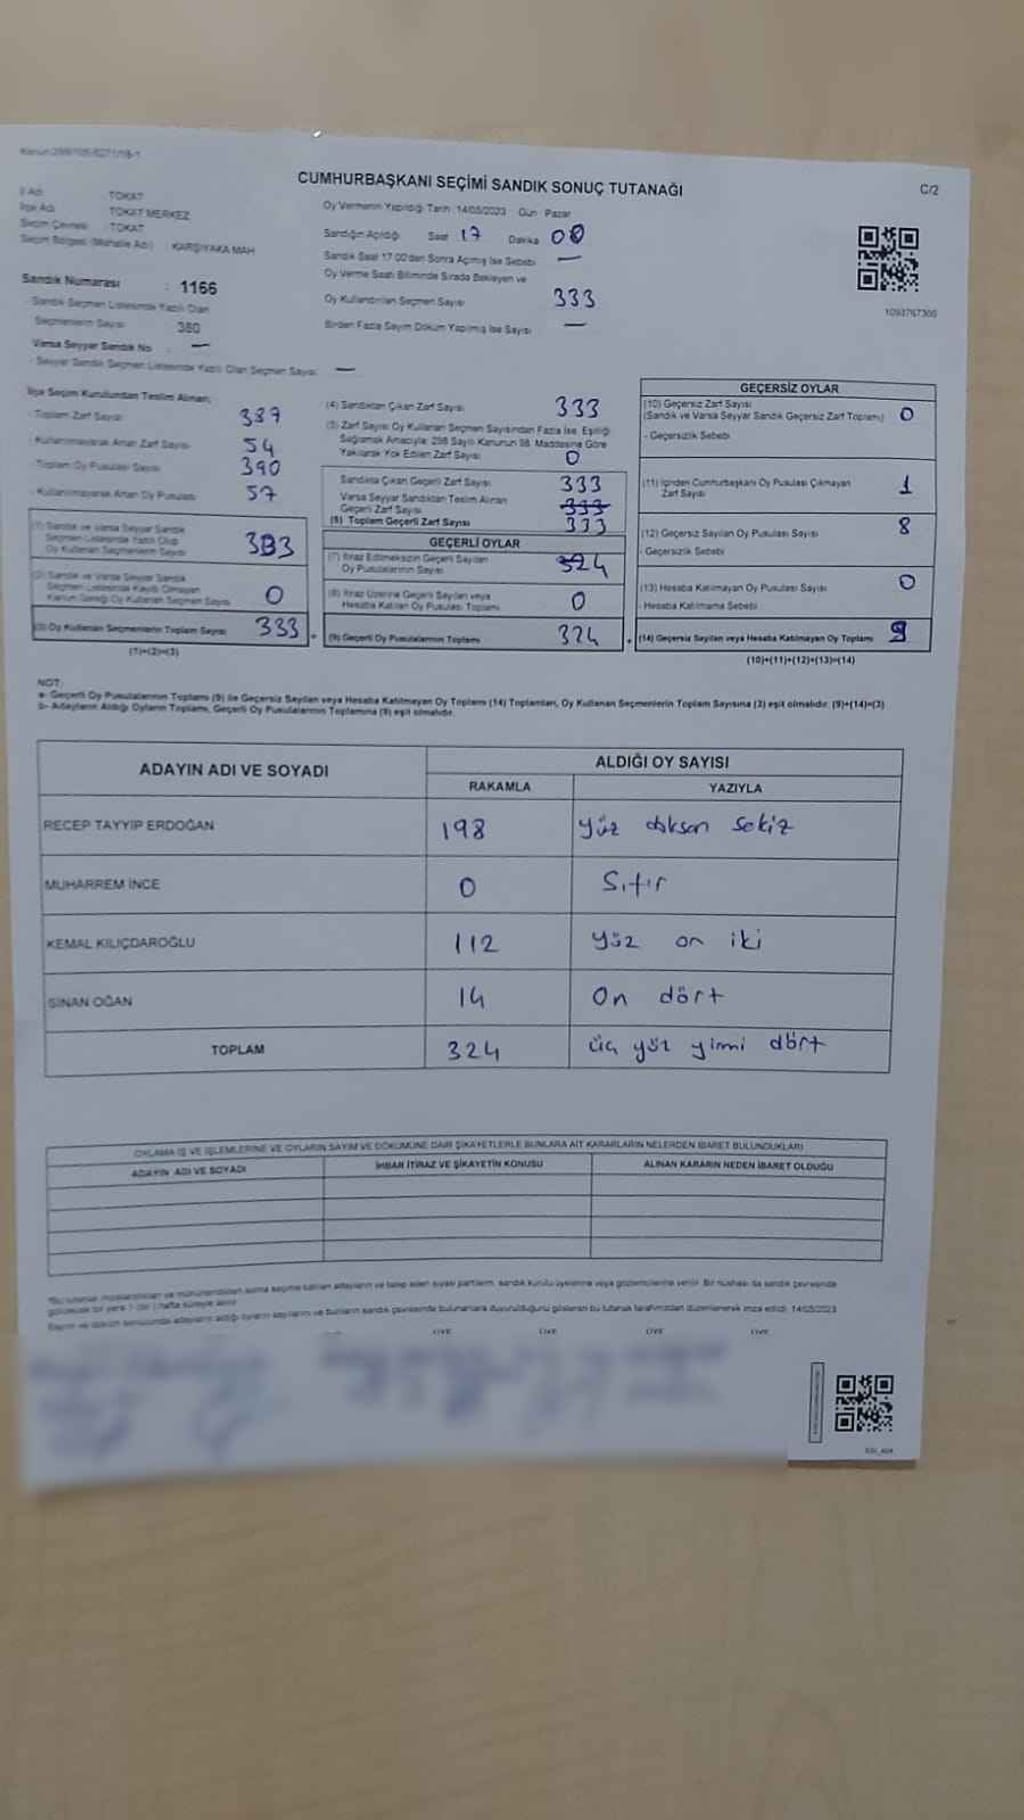 CUMHURBAŞKANI SEÇİMİ SANDIK SONUÇ TUTANAĞI
C/2
İl Adı : TOKAT
İlçe Adı : TOKAT MERKEZ
Seçim Çevresi : TOKAT
Seçim Bölgesi (Mahalle Adı) : KARŞIYAKA MAH
Sandık Numarası : 1166
Sandık Seçmen Listesinde Yazılı Olan
Seçmenlerin Sayısı 380
Varsa Seyyar Sandık No : —
- Seyyar Sandık Seçmen Listesinde Yazılı Olan Seçmen Sayısı: —
Oy Vermenin Yapıldığı Tarih: 14/05/2023 Gün : Pazar
Sandığın Açıldığı Saat 17 Dakika 00
Sandık Saat 17.00'den Sonra Açılmış İse Sebebi —
Oy Verme Saati Bitiminde Sırada Bekleyen ve
Oy Kullandırılan Seçmen Sayısı 333
Birden Fazla Sayım Döküm Yapılmış İse Sayısı —
1093767300
İlçe Seçim Kurulundan Teslim Alınan;
- Toplam Zarf Sayısı 387
- Kullanılmayarak Artan Zarf Sayısı 54
- Toplam Oy Pusulası Sayısı 390
- Kullanılmayarak Artan Oy Pusulası 57
(1) Sandık ve Varsa Seyyar Sandık
Seçmen Listesinde Yazılı Olup
Oy Kullanan Seçmenlerin Sayısı 333
(2) Sandık ve Varsa Seyyar Sandık
Seçmen Listesinde Kayıtlı Olmayan
Kanun Gereği Oy Kullanan Seçmen Sayısı 0
(3) Oy Kullanan Seçmenlerin Toplam Sayısı 333
(1)+(2)=(3)
(4) Sandıktan Çıkan Zarf Sayısı 333
(5) Zarf Sayısı Oy Kullanan Seçmen Sayısından Fazla İse, Eşitliği
Sağlamak Amacıyla; 298 Sayılı Kanunun 98. Maddesine Göre
Yakılarak Yok Edilen Zarf Sayısı 0
Sandıkta Çıkan Geçerli Zarf Sayısı 333
Varsa Seyyar Sandıktan Teslim Alınan
Geçerli Zarf Sayısı 333
(6) Toplam Geçerli Zarf Sayısı 333
GEÇERLİ OYLAR
(7) İtiraz Edilmeksizin Geçerli Sayılan
Oy Pusulalarının Sayısı 324
(8) İtiraz Üzerine Geçerli Sayılan veya
Hesaba Katılan Oy Pusulası Toplamı 0
(9) Geçerli Oy Pusulalarının Toplamı 324
GEÇERSİZ OYLAR
(10) Geçersiz Zarf Sayısı
(Sandık ve Varsa Seyyar Sandık Geçersiz Zarf Toplamı) 0
- Geçersizlik Sebebi
(11) İçinden Cumhurbaşkanı Oy Pusulası Çıkmayan
Zarf Sayısı 1
(12) Geçersiz Sayılan Oy Pusulası Sayısı 8
- Geçersizlik Sebebi
(13) Hesaba Katılmayan Oy Pusulası Sayısı 0
- Hesaba Katılmama Sebebi
(14) Geçersiz Sayılan veya Hesaba Katılmayan Oy Toplamı 9
(10)+(11)+(12)+(13)=(14)
NOT:
a- Geçerli Oy Pusulalarının Toplamı (9) ile Geçersiz Sayılan veya Hesaba Katılmayan Oy Toplamı (14) Toplamları, Oy Kullanan Seçmenlerin Toplam Sayısına (3) eşit olmalıdır. (9)+(14)=(3)
b- Adayların Aldığı Oyların Toplamı, Geçerli Oy Pusulalarının Toplamına (9) eşit olmalıdır.
ADAYIN ADI VE SOYADI ALDIĞI OY SAYISI
RAKAMLA YAZIYLA
RECEP TAYYİP ERDOĞAN 198 yüz doksan sekiz
MUHARREM İNCE 0 Sıfır
KEMAL KILIÇDAROĞLU 112 yüz on iki
SİNAN OĞAN 14 On dört
TOPLAM 324 üç yüz yirmi dört
OYLAMA İŞ VE İŞLEMLERİNE VE OYLARIN SAYIM VE DÖKÜMÜNE DAİR ŞİKAYETLERLE BUNLARA AİT KARARLARIN NELERDEN İBARET BULUNDUKLARI
ADAYIN ADI VE SOYADI İHBAR İTİRAZ VE ŞİKAYETİN KONUSU ALINAN KARARIN NEDEN İBARET OLDUĞU
ÜYE ÜYE ÜYE ÜYE